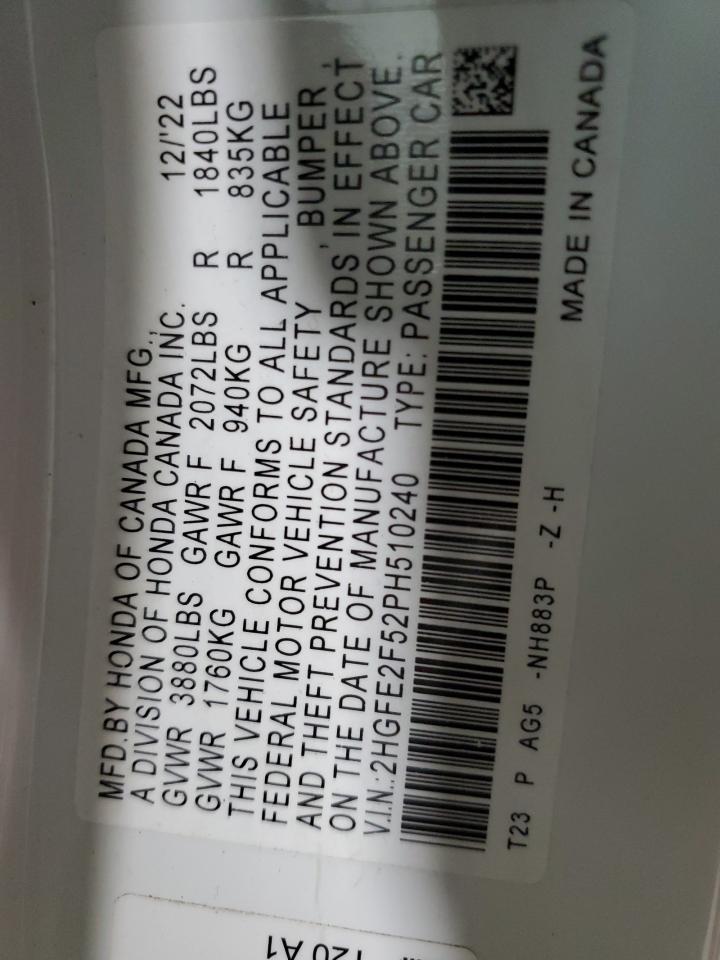 MFD.BY HONDA OF CANADA MFG.,
A DIVISION OF HONDA CANADA INC. 12/'22
GVWR 3880LBS GAWR F 2072LBS R 1840LBS
GVWR 1760KG GAWR F 940KG R 835KG
THIS VEHICLE CONFORMS TO ALL APPLICABLE
FEDERAL MOTOR VEHICLE SAFETY, BUMPER,
AND THEFT PREVENTION STANDARDS IN EFFECT
ON THE DATE OF MANUFACTURE SHOWN ABOVE.
V.I.N.:2HGFE2F52PH510240 TYPE: PASSENGER CAR
T23 P AG5 -NH883P -Z -H
MADE IN CANADA